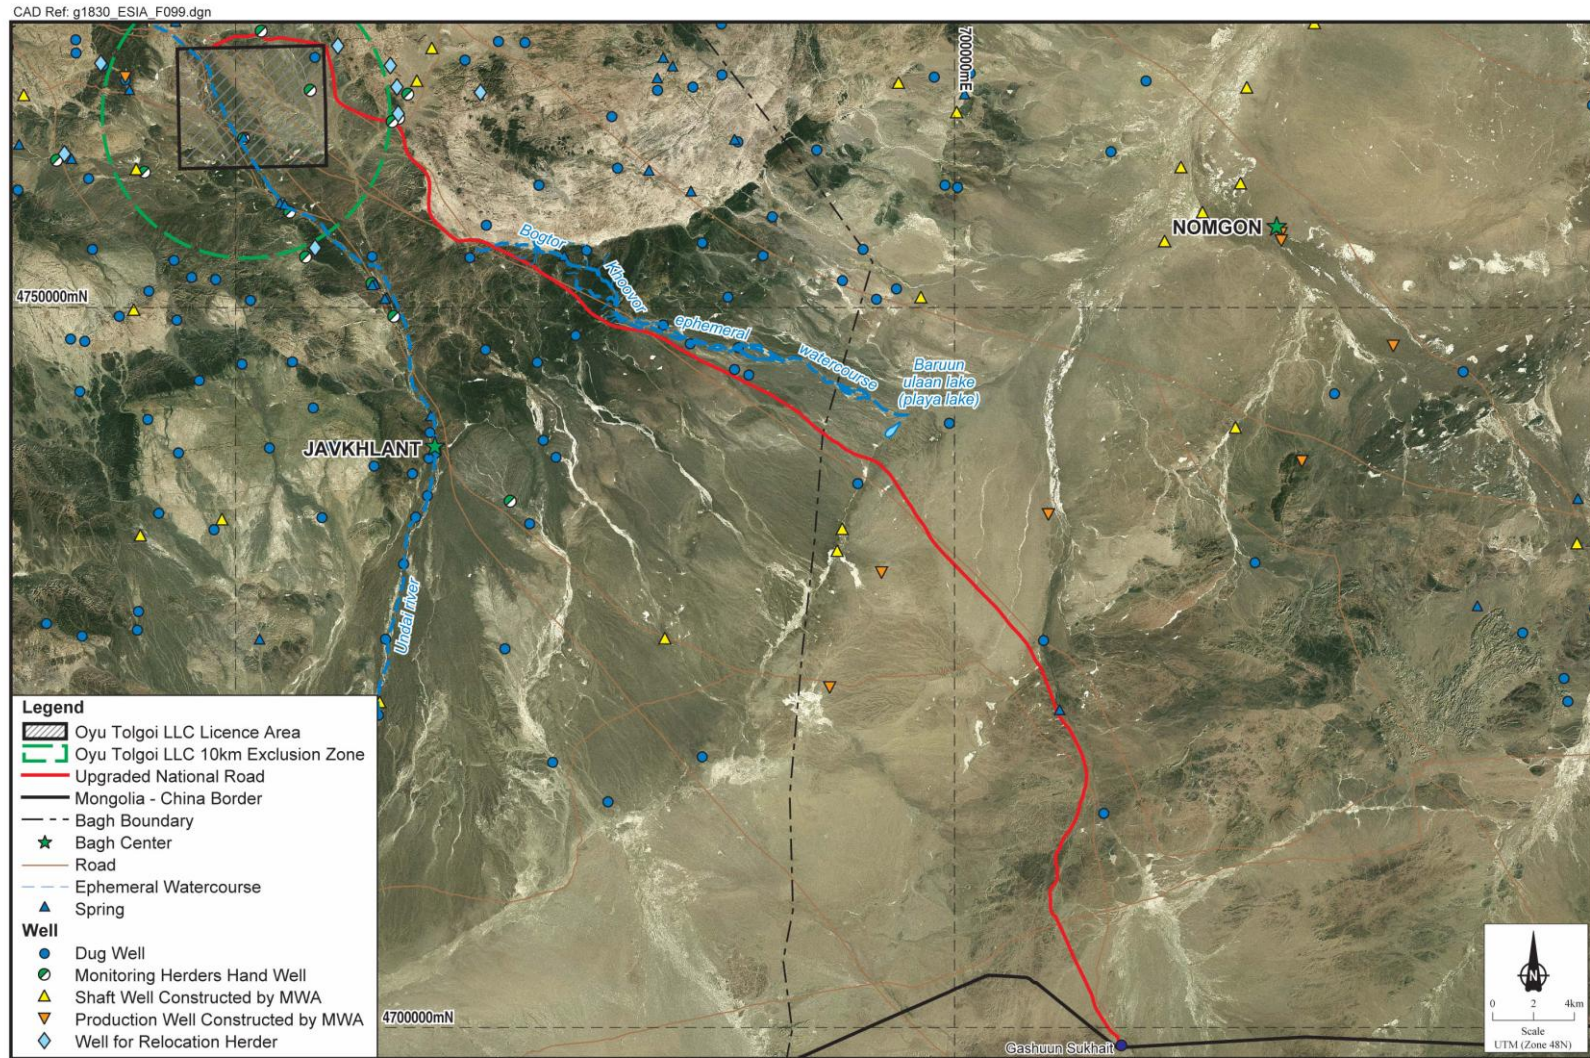 CAD Ref: g1830_ESIA_F099.dgn
700000mE
NOMGON
Bogtor
Khoovor
4750000mN
ephemeral
watercourse
Baruun
ulaan lake
(playa lake)
JAVKHLANT
Undai river
Legend
Oyu Tolgoi LLC Licence Area
Oyu Tolgoi LLC 10km Exclusion Zone
Upgraded National Road
Mongolia - China Border
Bagh Boundary
Bagh Center
Road
Ephemeral Watercourse
Spring
Well
Dug Well
Monitoring Herders Hand Well
Shaft Well Constructed by MWA
Production Well Constructed by MWA
Well for Relocation Herder
4700000mN
Gashuun Sukhait
N
0 2 4km
Scale
UTM (Zone 48N)